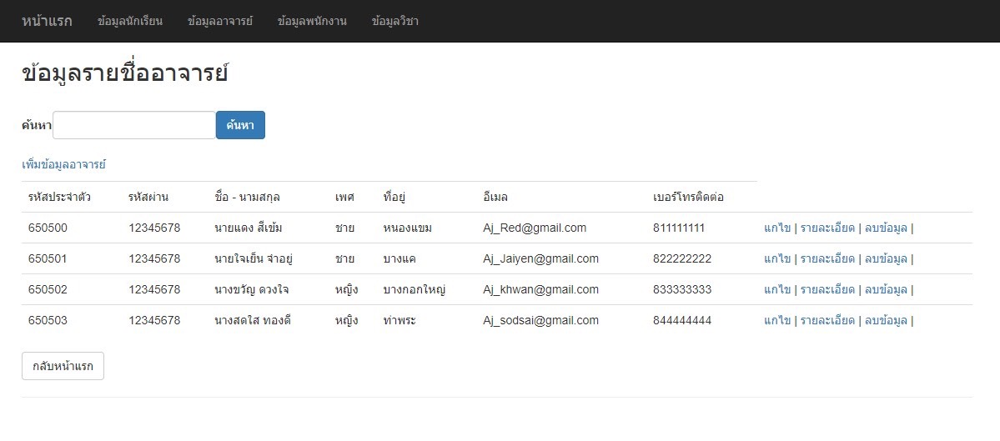 หน้าแรก ข้อมูลนักเรียน ข้อมูลอาจารย์ ข้อมูลพนักงาน ข้อมูลวิชา
ข้อมูลรายชื่ออาจารย์
ค้นหา ค้นหา
เพิ่มข้อมูลอาจารย์
รหัสประจำตัว รหัสผ่าน ชื่อ - นามสกุล เพศ ที่อยู่ อีเมล เบอร์โทรติดต่อ
650500 12345678 นายแดง สีเข้ม ชาย หนองแขม Aj_Red@gmail.com 811111111 แก้ไข | รายละเอียด | ลบข้อมูล |
650501 12345678 นายใจเย็น จำอยู่ ชาย บางแค Aj_Jaiyen@gmail.com 822222222 แก้ไข | รายละเอียด | ลบข้อมูล |
650502 12345678 นางขวัญ ดวงใจ หญิง บางกอกใหญ่ Aj_khwan@gmail.com 833333333 แก้ไข | รายละเอียด | ลบข้อมูล |
650503 12345678 นางสดใส ทองดี หญิง ท่าพระ Aj_sodsai@gmail.com 844444444 แก้ไข | รายละเอียด | ลบข้อมูล |
กลับหน้าแรก